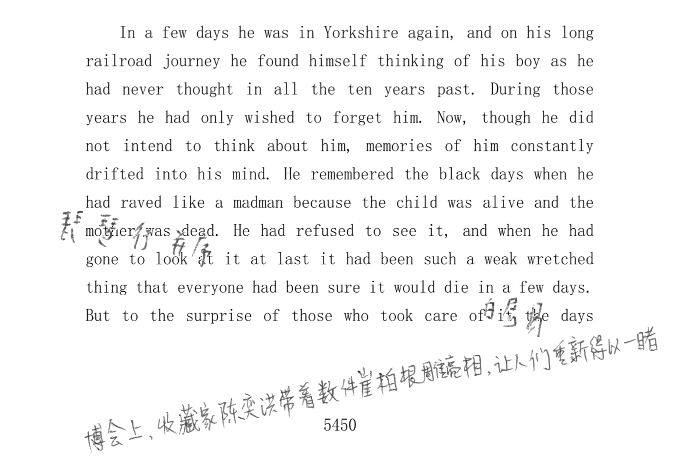 In a few days he was in Yorkshire again, and on his long
railroad journey he found himself thinking of his boy as he
had never thought in all the ten years past. During those
years he had only wished to forget him. Now, though he did
not intend to think about him, memories of him constantly
drifted into his mind. He remembered the black days when he
had raved like a madman because the child was alive and the
mother was dead. He had refused to see it, and when he had
琵琶行并序
gone to look at it at last it had been such a weak wretched
thing that everyone had been sure it would die in a few days.
But to the surprise of those who took care of it the days
白居易
博会上，收藏家陈奕洪带着数件崖柏根雕亮相，让人们重新得以一睹
5450